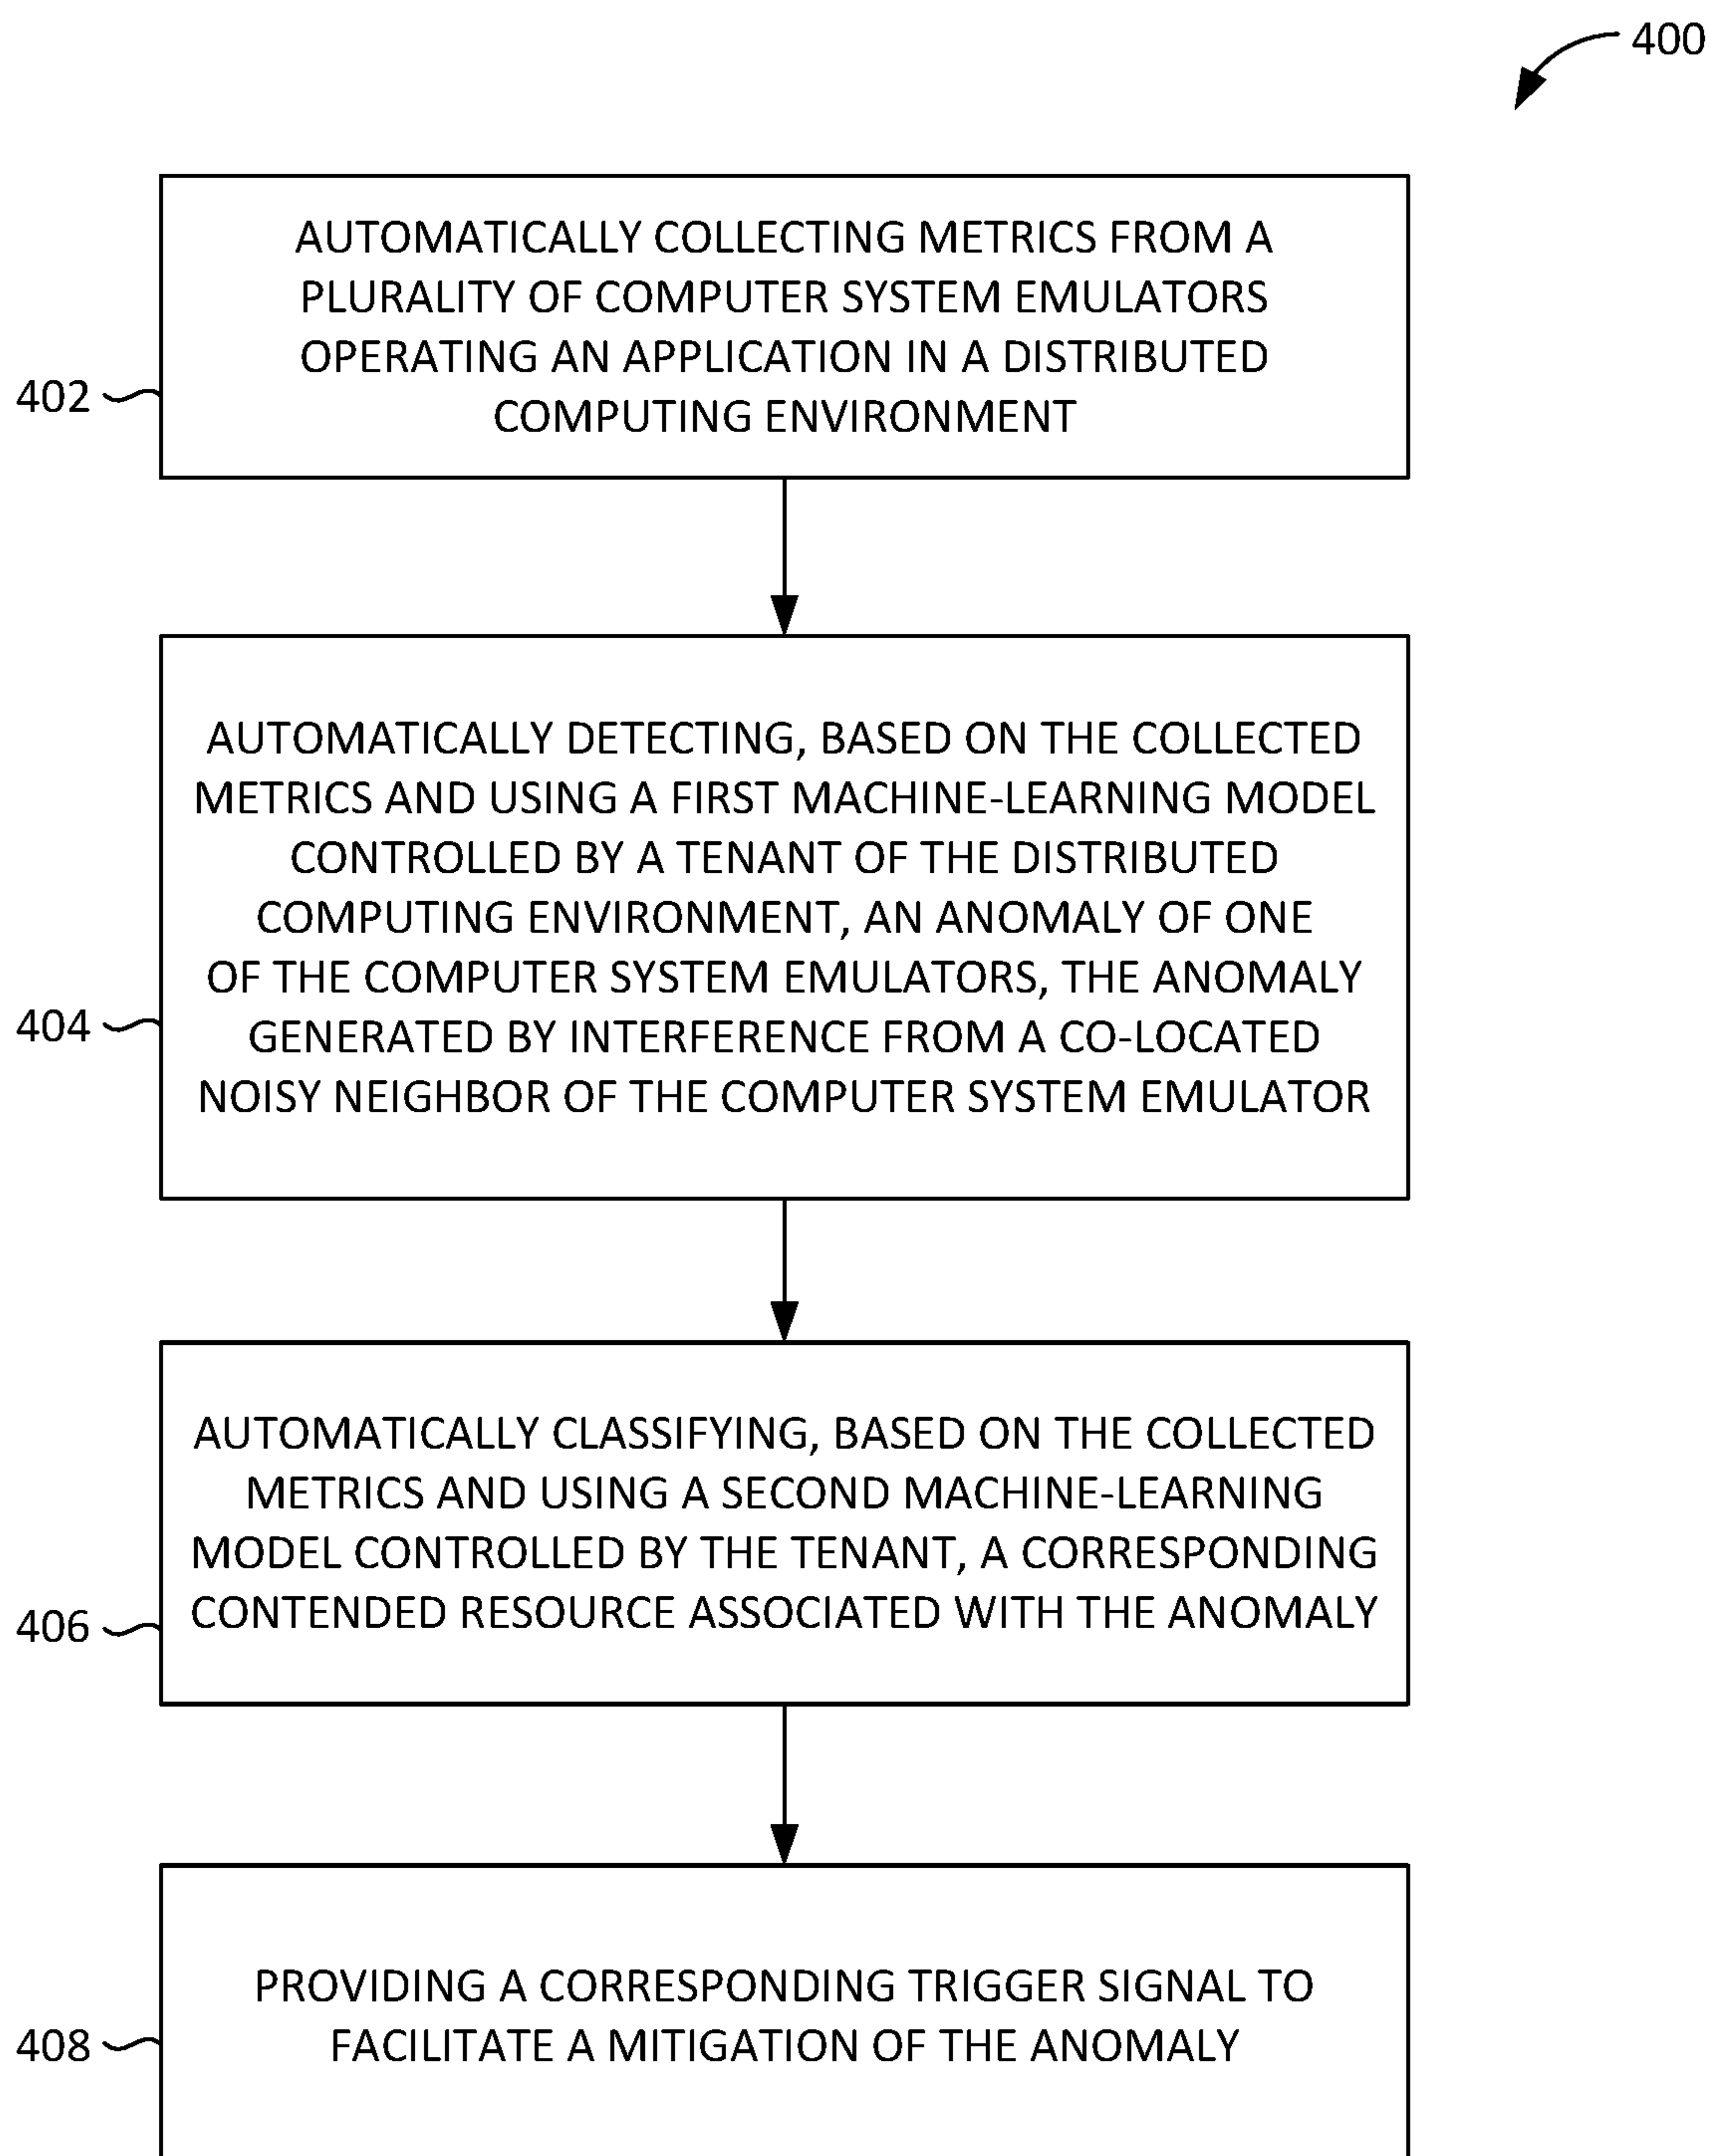 400
AUTOMATICALLY COLLECTING METRICS FROM A
PLURALITY OF COMPUTER SYSTEM EMULATORS
OPERATING AN APPLICATION IN A DISTRIBUTED
COMPUTING ENVIRONMENT
402
AUTOMATICALLY DETECTING, BASED ON THE COLLECTED
METRICS AND USING A FIRST MACHINE-LEARNING MODEL
CONTROLLED BY A TENANT OF THE DISTRIBUTED
COMPUTING ENVIRONMENT, AN ANOMALY OF ONE
OF THE COMPUTER SYSTEM EMULATORS, THE ANOMALY
GENERATED BY INTERFERENCE FROM A CO-LOCATED
NOISY NEIGHBOR OF THE COMPUTER SYSTEM EMULATOR
404
AUTOMATICALLY CLASSIFYING, BASED ON THE COLLECTED
METRICS AND USING A SECOND MACHINE-LEARNING
MODEL CONTROLLED BY THE TENANT, A CORRESPONDING
CONTENDED RESOURCE ASSOCIATED WITH THE ANOMALY
406
PROVIDING A CORRESPONDING TRIGGER SIGNAL TO
FACILITATE A MITIGATION OF THE ANOMALY
408